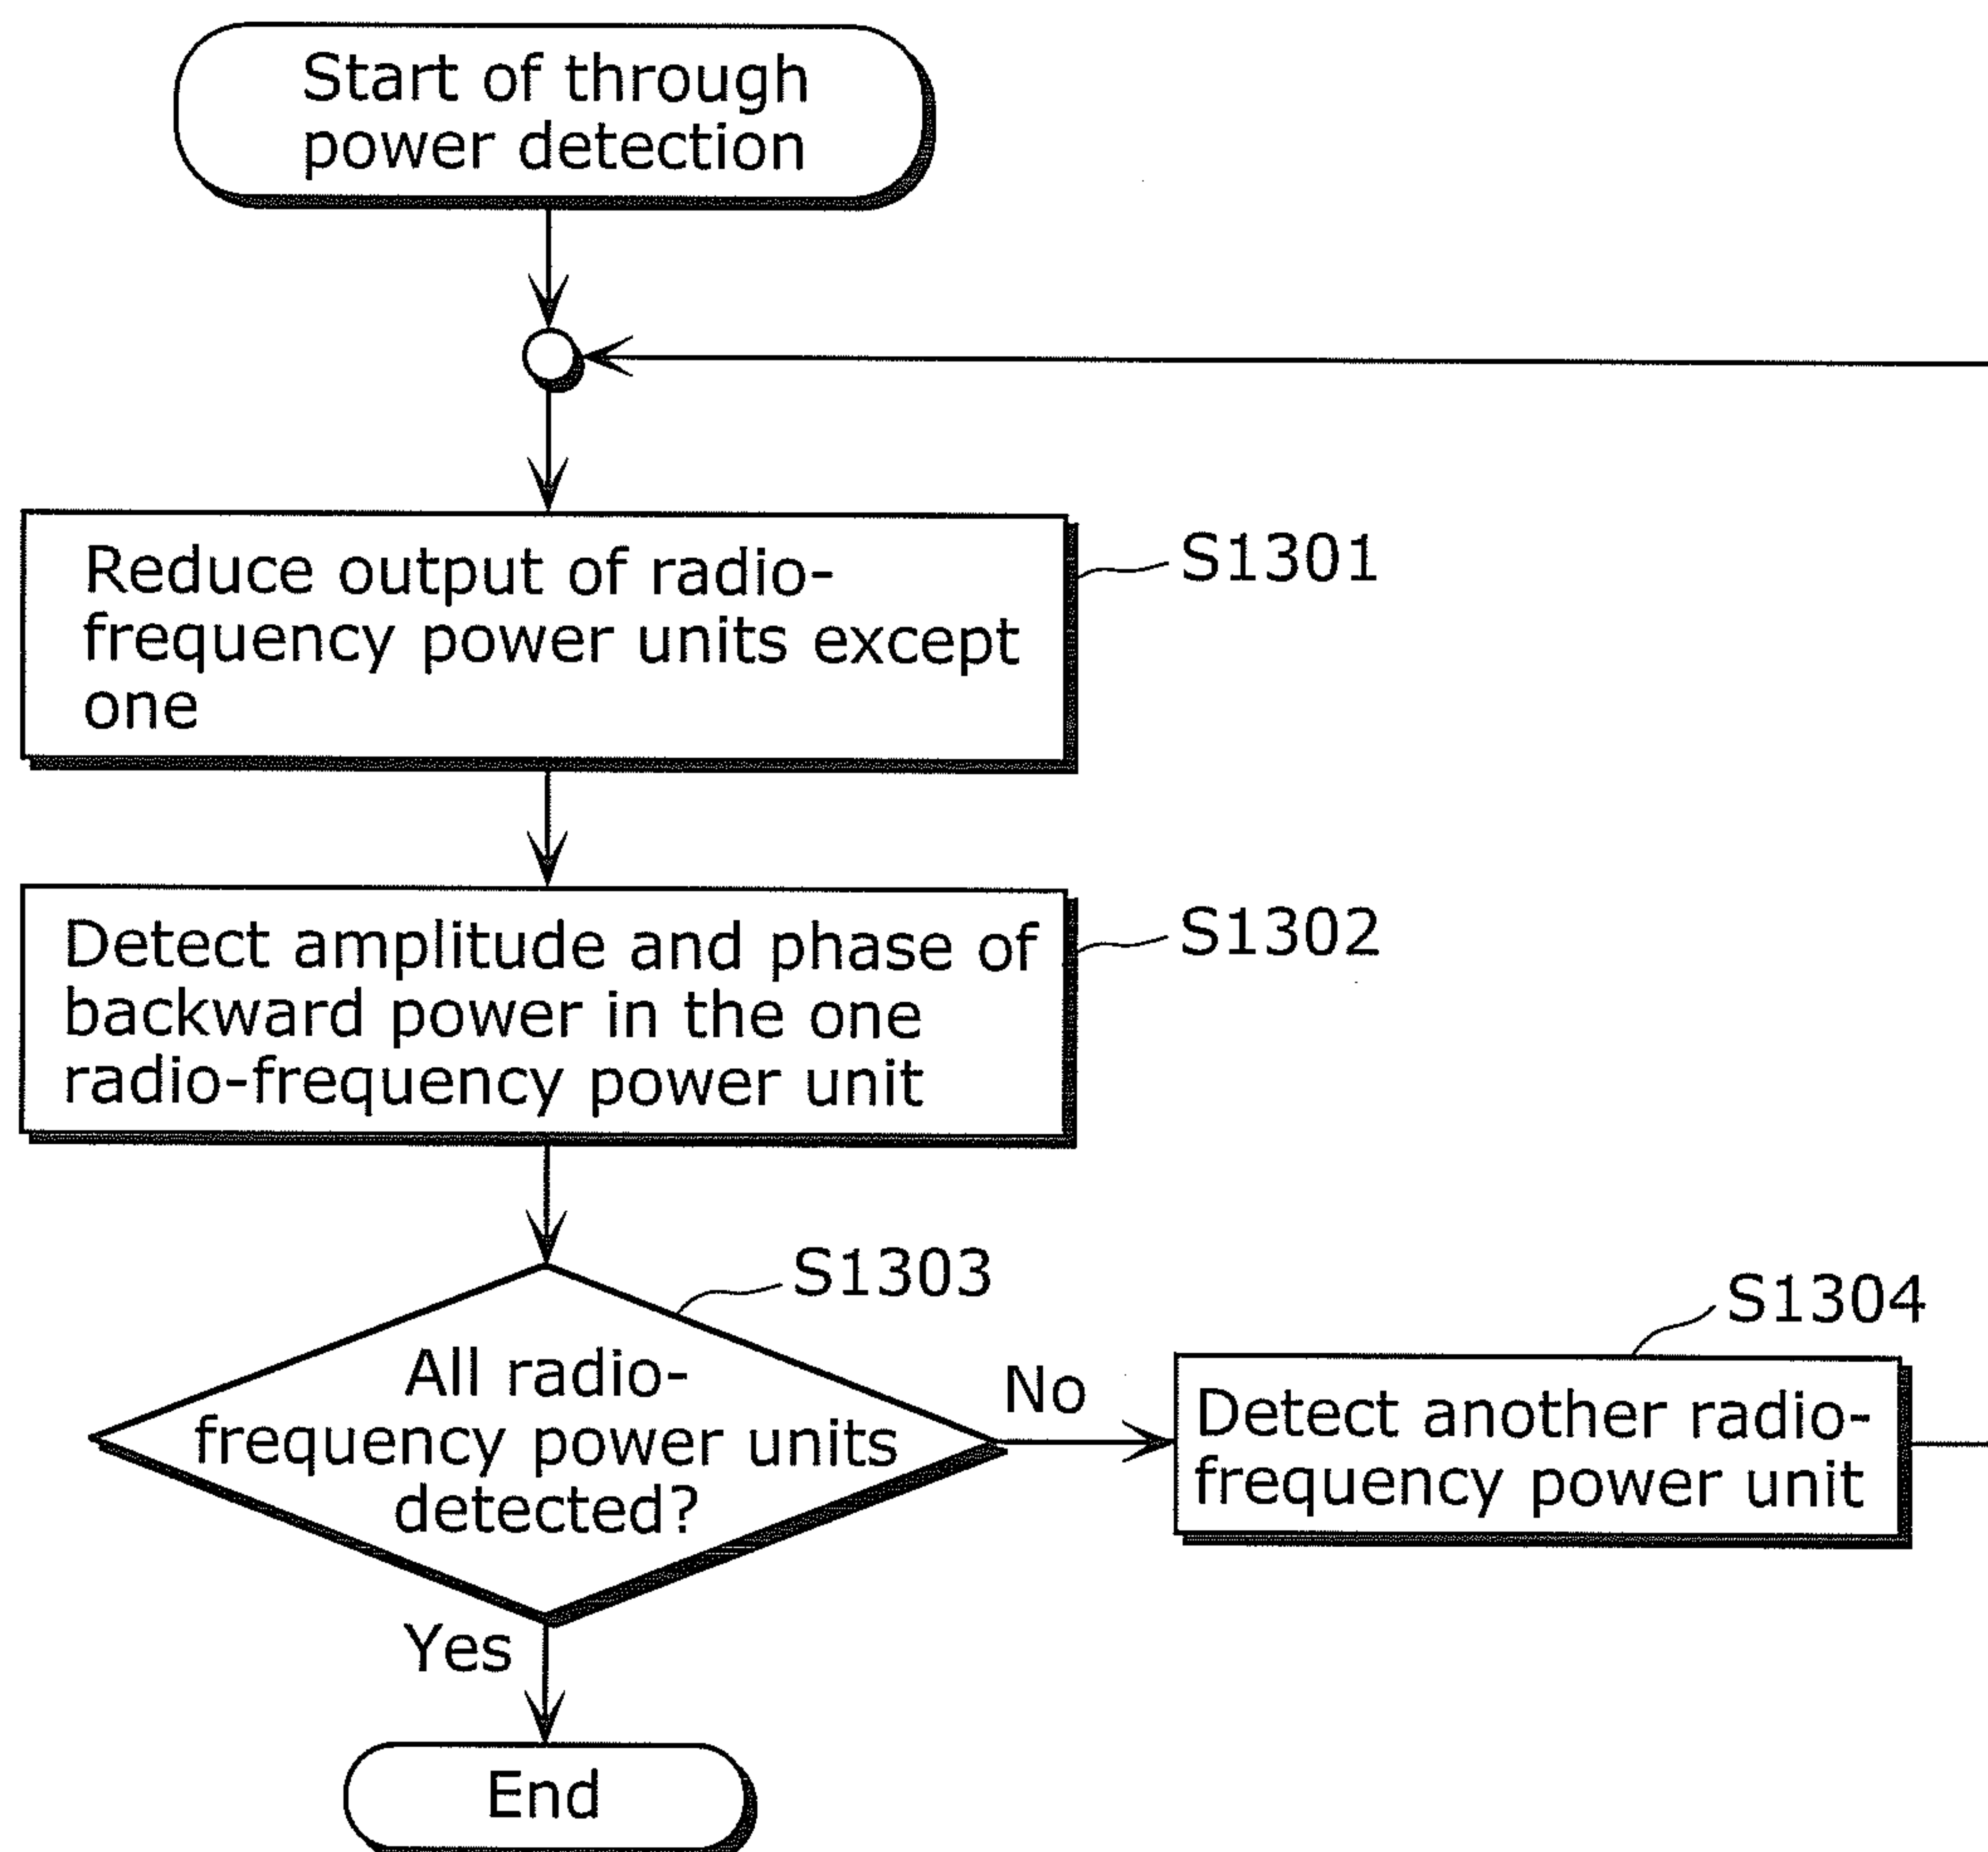 Start of through
power detection
Reduce output of radio-
frequency power units except
one
S1301
Detect amplitude and phase of
backward power in the one
radio-frequency power unit
S1302
S1303
All radio-
frequency power units
detected?
No
S1304
Detect another radio-
frequency power unit
Yes
End